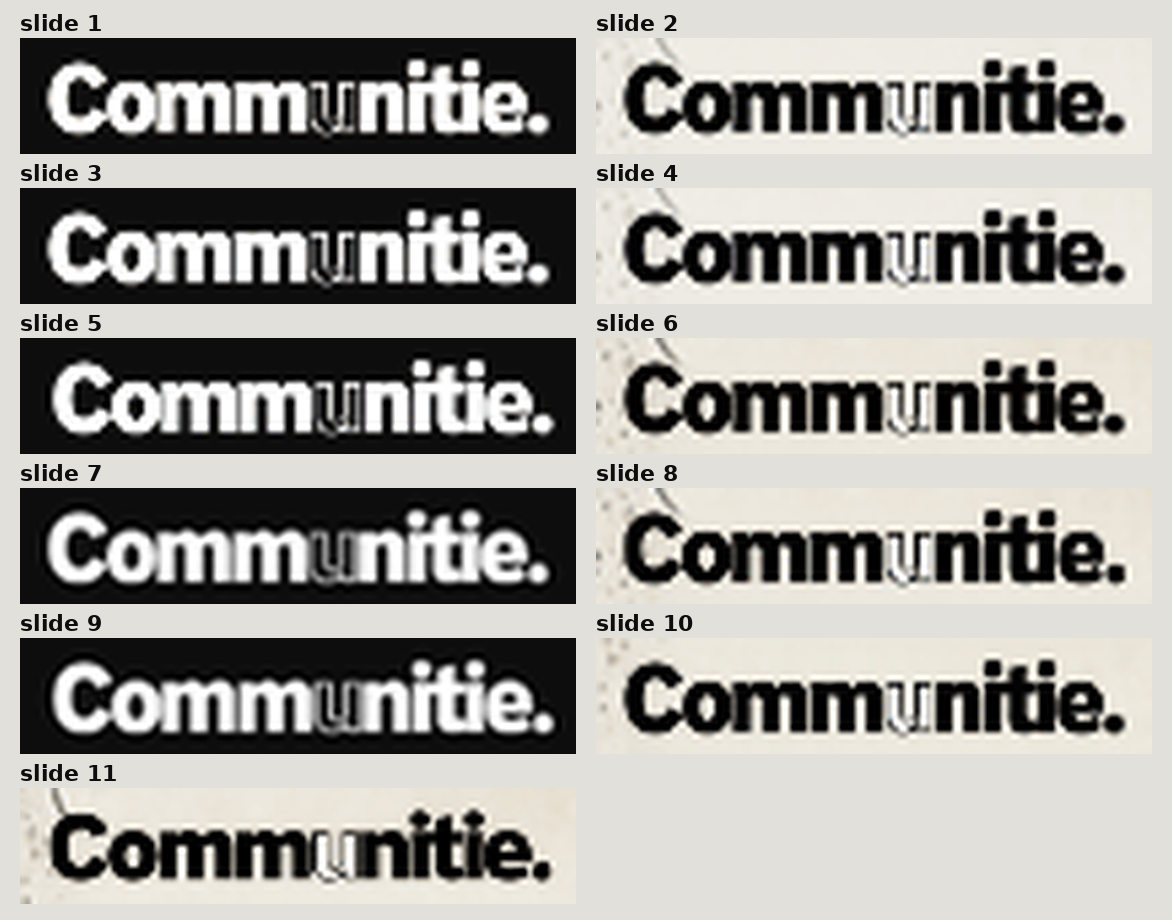 slide 1
Communitie.
slide 2
Communitie.
slide 3
Communitie.
slide 4
Communitie.
slide 5
Communitie.
slide 6
Communitie.
slide 7
Communitie.
slide 8
Communitie.
slide 9
Communitie.
slide 10
Communitie.
slide 11
Communitie.